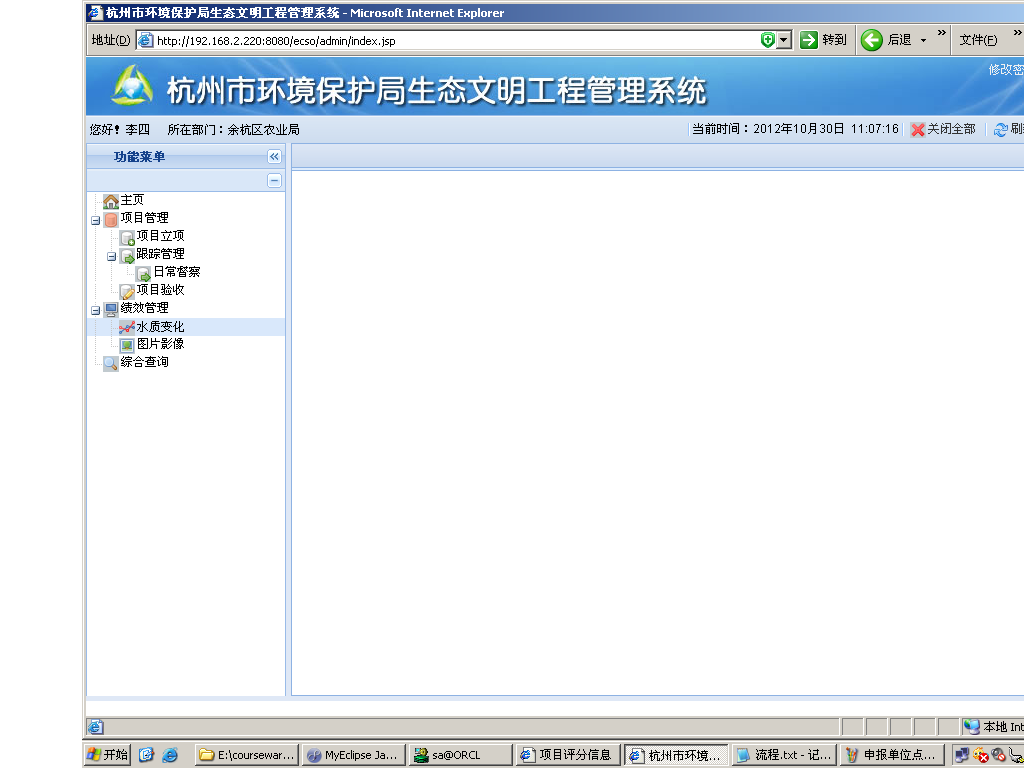 杭州市环境保护局生态文明工程管理系统 - Microsoft Internet Explorer
地址(D) http://192.168.2.220:8080/ecso/admin/index.jsp 转到 后退 » 文件(F) »
杭州市环境保护局生态文明工程管理系统 修改密
您好! 李四 所在部门：余杭区农业局 当前时间：2012年10月30日 11:07:16 关闭全部 刷
功能菜单
主页
项目管理
项目立项
跟踪管理
日常督察
项目验收
绩效管理
水质变化
图片影像
综合查询
本地 Int
开始 E:\coursewar... MyEclipse Ja... sa@ORCL 项目评分信息 杭州市环境... 流程.txt - 记... 申报单位点...